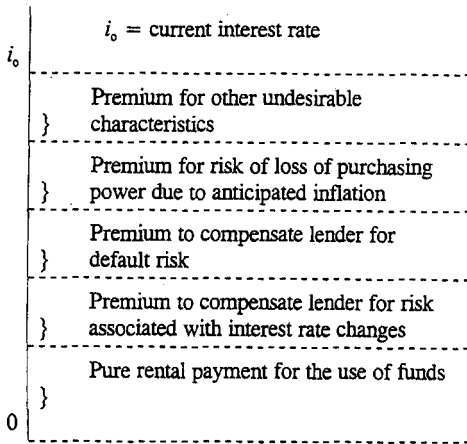 i₀ = current interest rate
i₀
Premium for other undesirable
} characteristics
Premium for risk of loss of purchasing
} power due to anticipated inflation
Premium to compensate lender for
} default risk
Premium to compensate lender for risk
} associated with interest rate changes
Pure rental payment for the use of funds
}
0